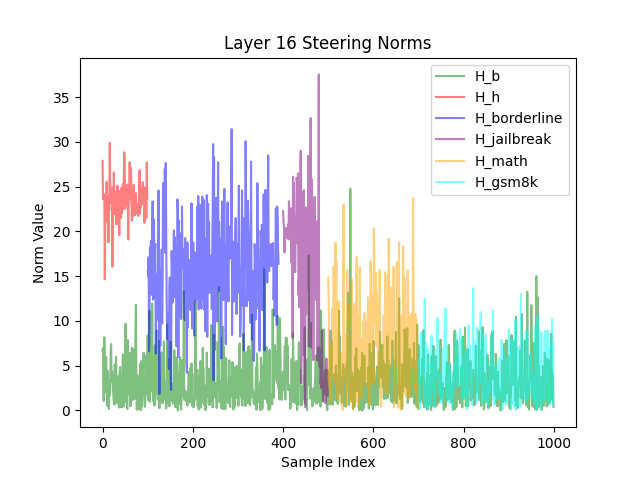 Layer 16 Steering Norms
H_b
H_h
H_borderline
H_jailbreak
H_math
H_gsm8k
Norm Value
35
30
25
20
15
10
5
0
0
200
400
600
800
1000
Sample Index